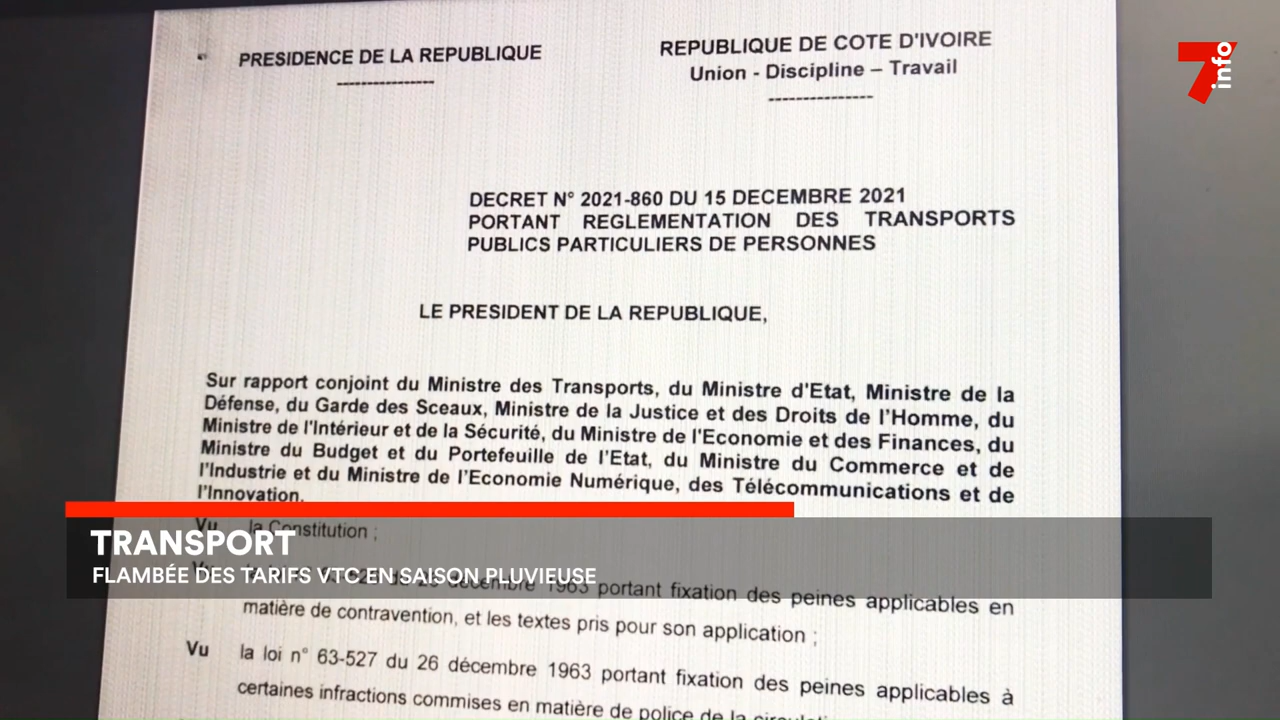 PRESIDENCE DE LA REPUBLIQUE
----------------
REPUBLIQUE DE COTE D'IVOIRE
Union - Discipline – Travail
----------------
7info
DECRET N° 2021-860 DU 15 DECEMBRE 2021
PORTANT REGLEMENTATION DES TRANSPORTS
PUBLICS PARTICULIERS DE PERSONNES
LE PRESIDENT DE LA REPUBLIQUE,
Sur rapport conjoint du Ministre des Transports, du Ministre d'Etat, Ministre de la
Défense, du Garde des Sceaux, Ministre de la Justice et des Droits de l'Homme, du
Ministre de l'Intérieur et de la Sécurité, du Ministre de l'Economie et des Finances, du
Ministre du Budget et du Portefeuille de l'Etat, du Ministre du Commerce et de
l'Industrie et du Ministre de l'Economie Numérique, des Télécommunications et de
l'Innovation.
Vu la Constitution ;
TRANSPORT
FLAMBÉE DES TARIFS VTC EN SAISON PLUVIEUSE
décembre 1963 portant fixation des peines applicables en
matière de contravention, et les textes pris pour son application ;
Vu la loi n° 63-527 du 26 décembre 1963 portant fixation des peines applicables à
certaines infractions commises en matière de police de la